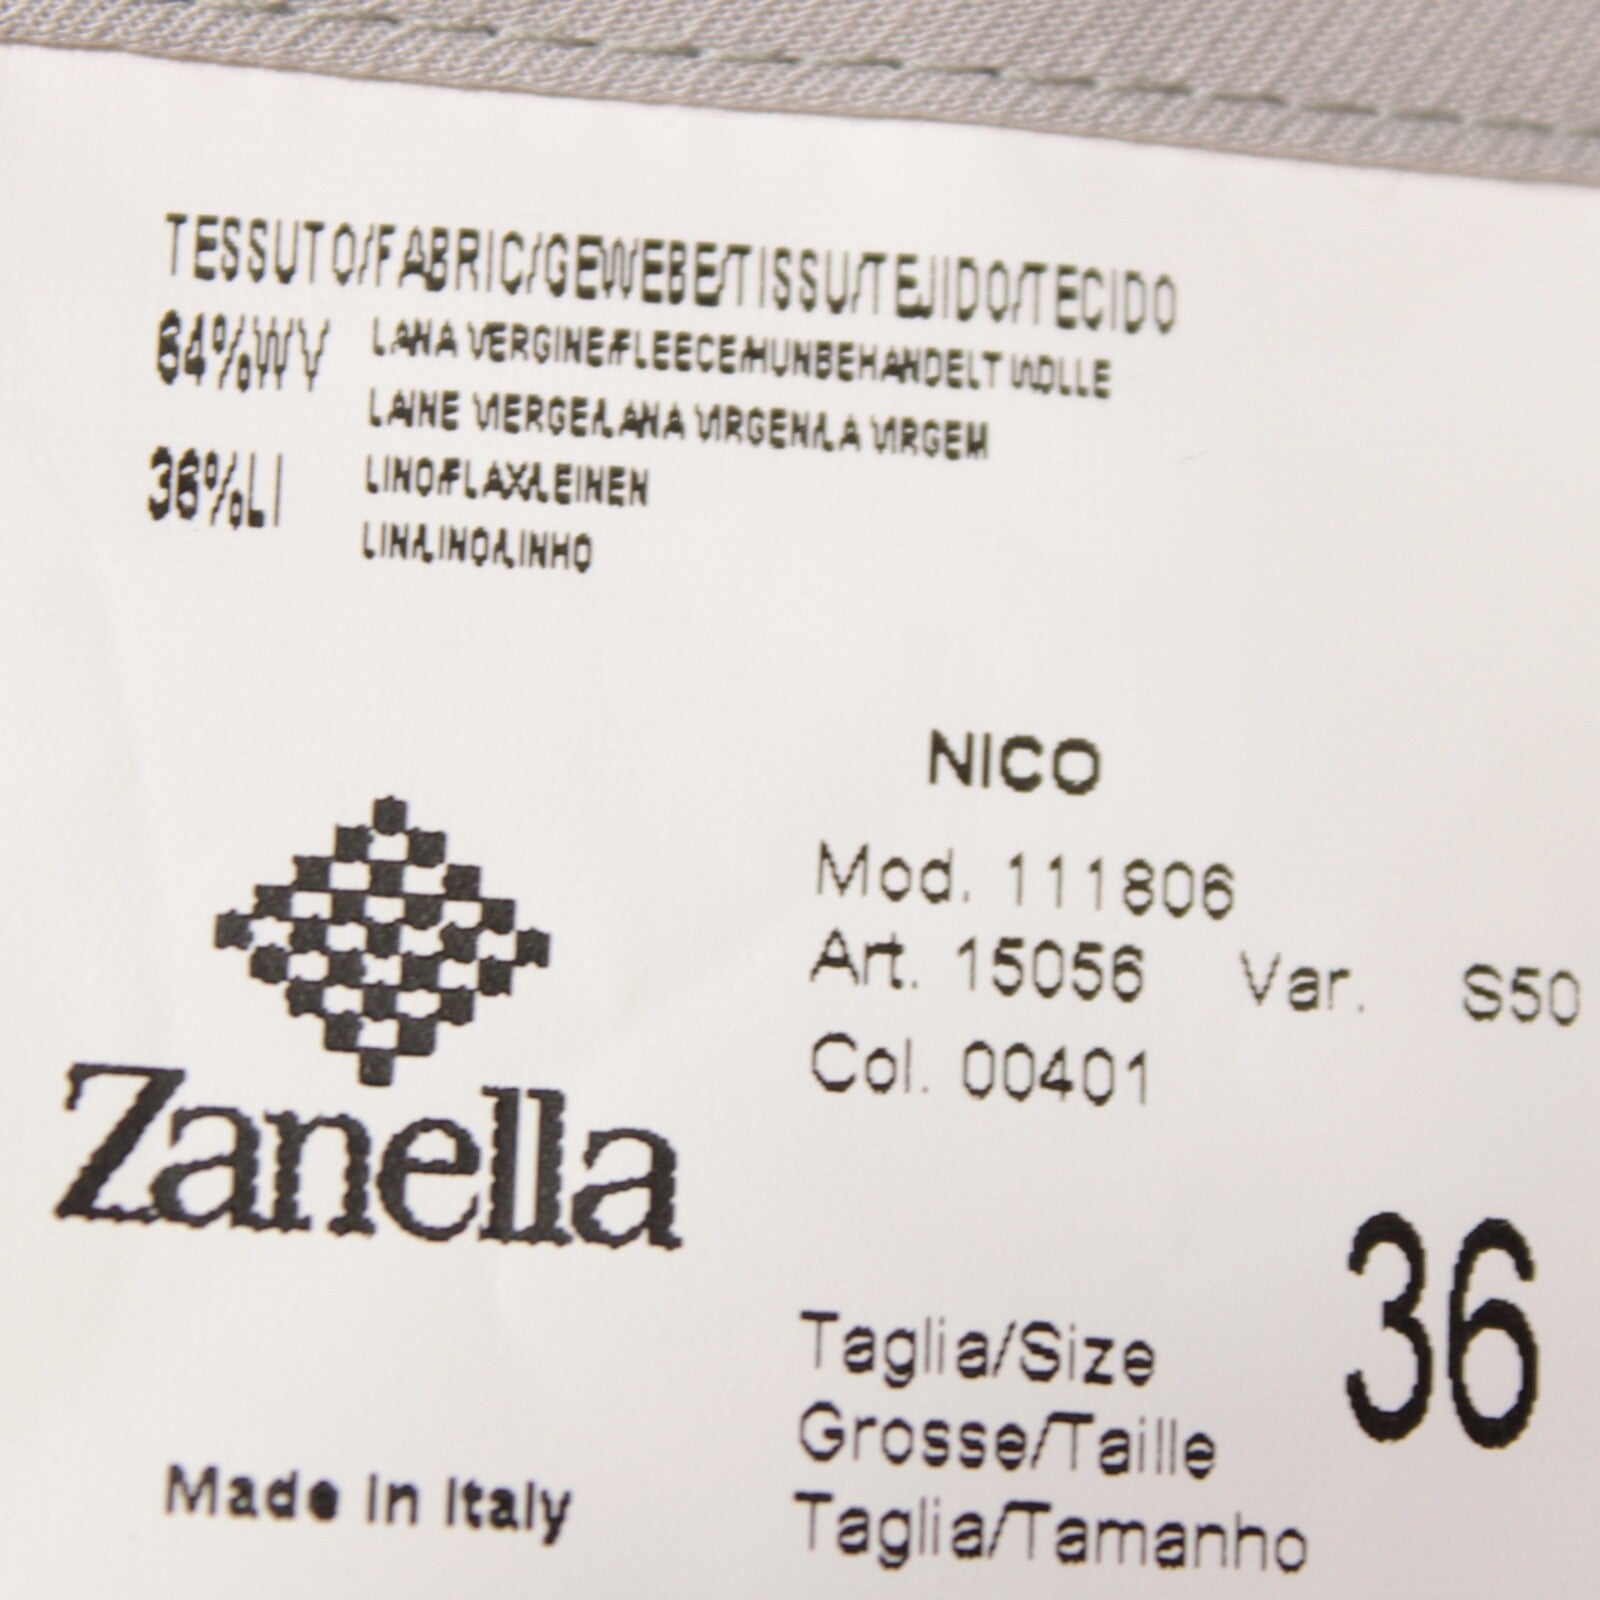 TESSUTO/FABRIC/GEWEBE/TISSU/TEJIDO/TECIDO
64%WV LANA VERGINE/FLEECE/HUNBEHANDELT WOLLE
LAINE VIERGE/LANA VIRGEN/LA VIRGEM
36%LI LINO/FLAX/LEINEN
LIN/LINO/LINHO
NICO
Mod. 111806
Art. 15056 Var. S50
Col. 00401
Zanella
36
Taglia/Size
Grosse/Taille
Taglia/Tamanho
Made In Italy